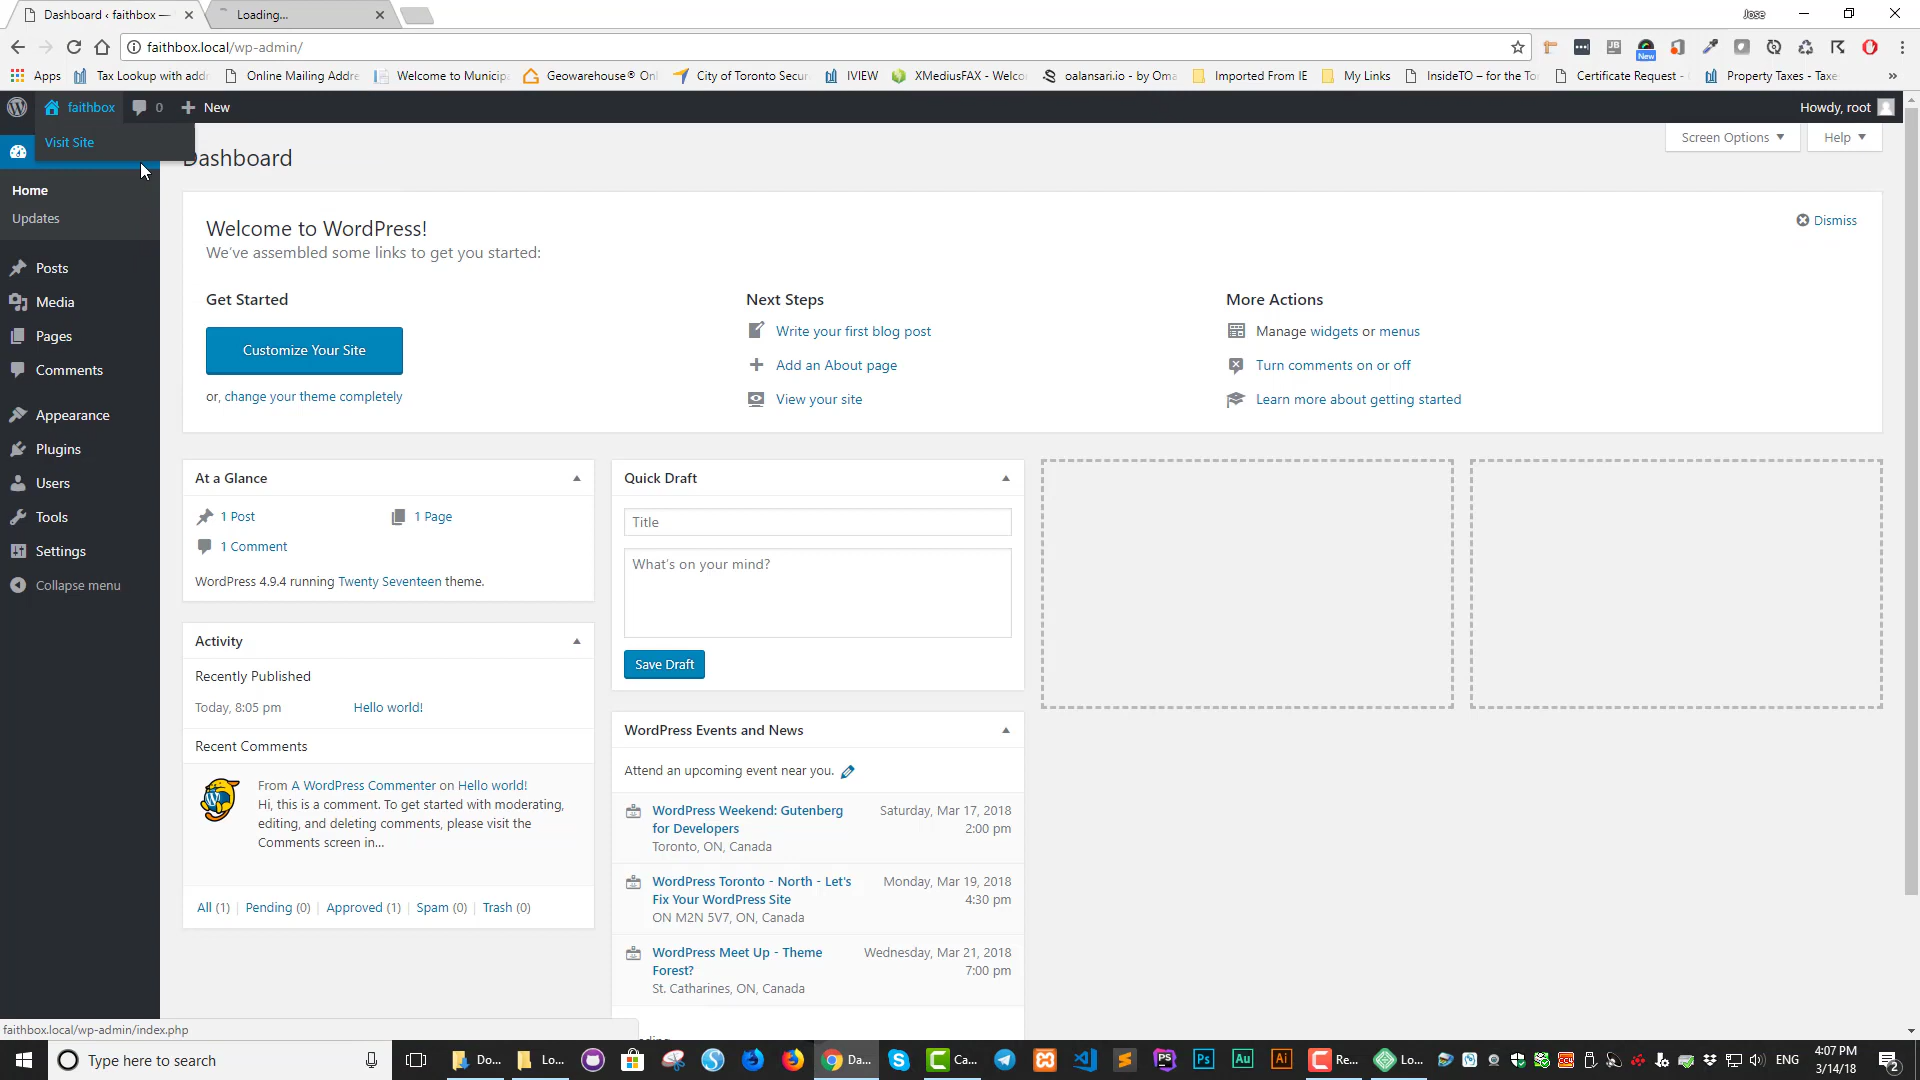 Dashboard ‹ faithbox —
Loading...
Jose
faithbox.local/wp-admin/
New
Apps
Tax Lookup with addr
Online Mailing Addre
Welcome to Municip
Geowarehouse® Onl
City of Toronto Secur
IVIEW
XMediusFAX - Welco
oalansari.io - by Oma
Imported From IE
My Links
InsideTO – for the To
Certificate Request -
Property Taxes - Taxe
»
faithbox
0
New
Howdy, root
Visit Site
Dashboard
Screen Options
Help
Home
Updates
Posts
Media
Pages
Comments
Appearance
Plugins
Users
Tools
Settings
Collapse menu
Welcome to WordPress!
We've assembled some links to get you started:
Dismiss
Get Started
Customize Your Site
or, change your theme completely
Next Steps
Write your first blog post
Add an About page
View your site
More Actions
Manage widgets or menus
Turn comments on or off
Learn more about getting started
At a Glance
1 Post
1 Page
1 Comment
WordPress 4.9.4 running Twenty Seventeen theme.
Activity
Recently Published
Today, 8:05 pm
Hello world!
Recent Comments
From A WordPress Commenter on Hello world!
Hi, this is a comment. To get started with moderating,
editing, and deleting comments, please visit the
Comments screen in...
All (1) | Pending (0) | Approved (1) | Spam (0) | Trash (0)
Quick Draft
Title
What's on your mind?
Save Draft
WordPress Events and News
Attend an upcoming event near you.
WordPress Weekend: Gutenberg
for Developers
Toronto, ON, Canada
Saturday, Mar 17, 2018
2:00 pm
WordPress Toronto - North - Let's
Fix Your WordPress Site
ON M2N 5V7, ON, Canada
Monday, Mar 19, 2018
4:30 pm
WordPress Meet Up - Theme
Forest?
St. Catharines, ON, Canada
Wednesday, Mar 21, 2018
7:00 pm
faithbox.local/wp-admin/index.php
Type here to search
Do...
Lo...
Da...
Ca...
PS
Ps
Au
Ai
Re...
Lo...
ENG
4:07 PM
3/14/18
2